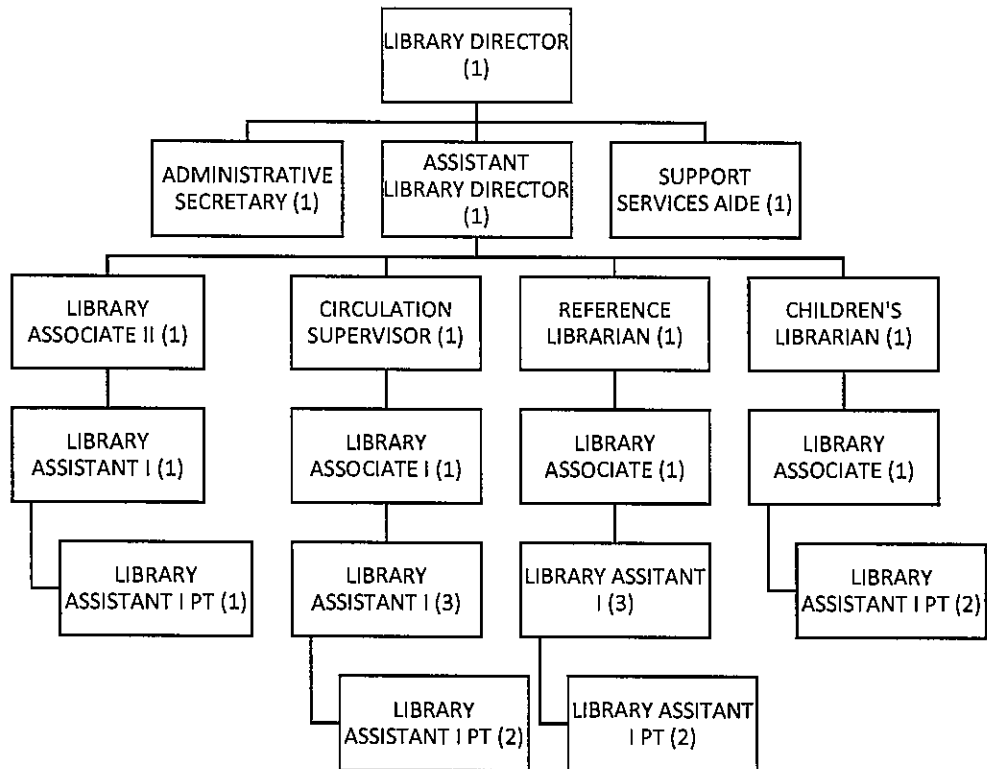 LIBRARY DIRECTOR
(1)
ADMINISTRATIVE
SECRETARY (1)
ASSISTANT
LIBRARY DIRECTOR
(1)
SUPPORT
SERVICES AIDE (1)
LIBRARY
ASSOCIATE II (1)
CIRCULATION
SUPERVISOR (1)
REFERENCE
LIBRARIAN (1)
CHILDREN'S
LIBRARIAN (1)
LIBRARY
ASSISTANT I (1)
LIBRARY
ASSOCIATE I (1)
LIBRARY
ASSOCIATE (1)
LIBRARY
ASSOCIATE (1)
LIBRARY
ASSISTANT I PT (1)
LIBRARY
ASSISTANT I (3)
LIBRARY ASSITANT
I (3)
LIBRARY
ASSISTANT I PT (2)
LIBRARY
ASSISTANT I PT (2)
LIBRARY ASSITANT
I PT (2)